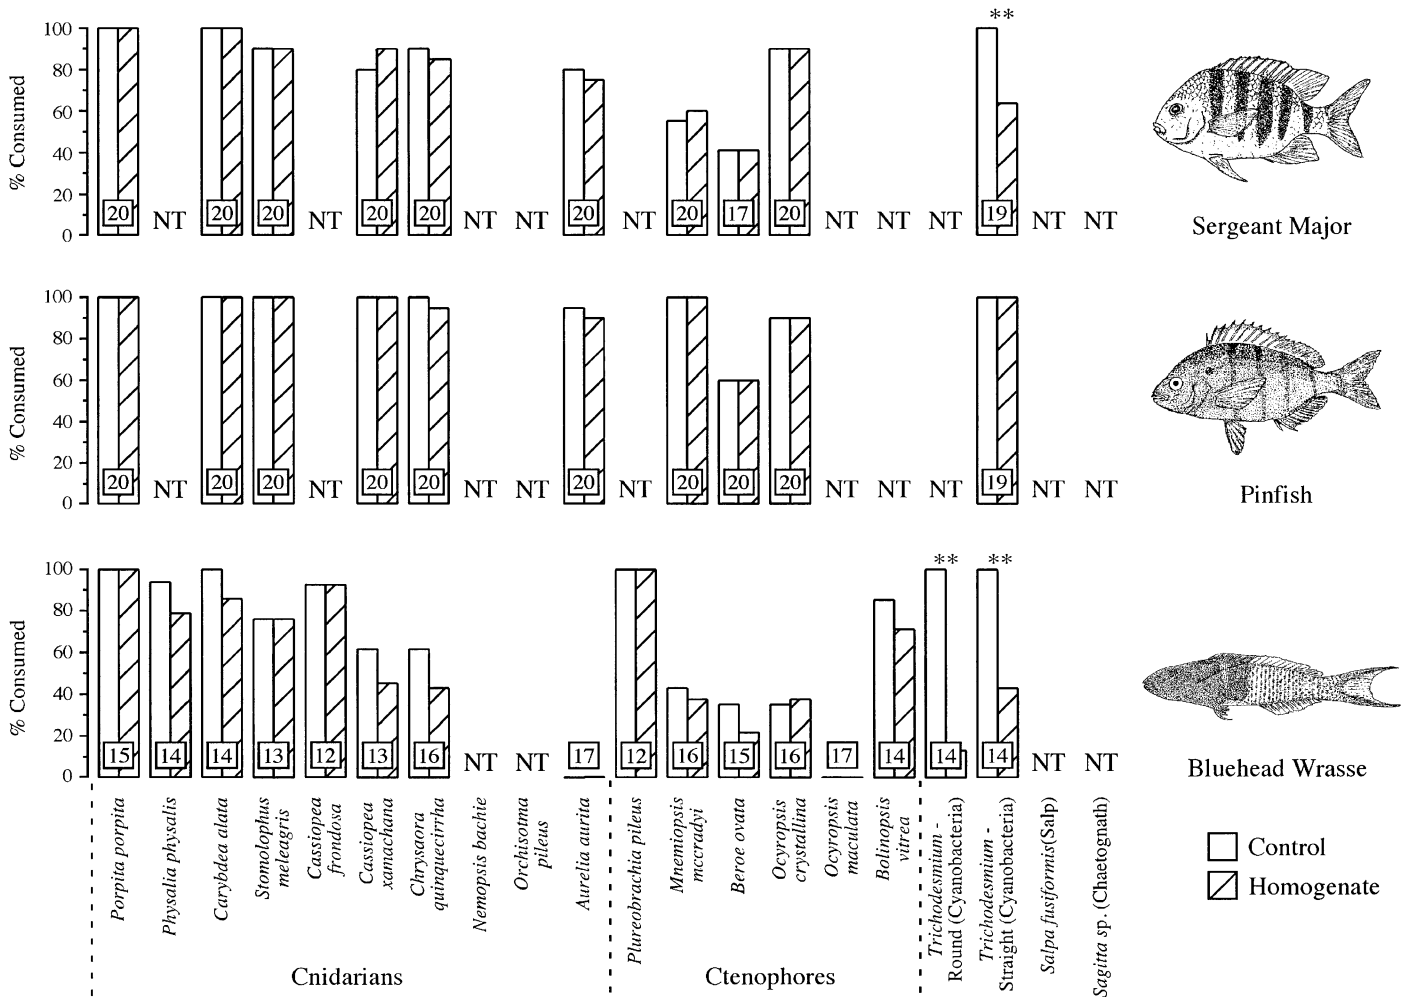 100
80
60
40
20
0
% Consumed
**
20 NT 20 20 NT 20 20 NT NT 20 NT 20 17 20 NT NT NT 19 NT NT
Sergeant Major
100
80
60
40
20
0
% Consumed
20 NT 20 20 NT 20 20 NT NT 20 NT 20 20 20 NT NT NT 19 NT NT
Pinfish
100
80
60
40
20
0
% Consumed
** **
15 14 14 13 12 13 16 NT NT 17 12 16 15 16 17 14 14 14 NT NT
Bluehead Wrasse
Porpita porpita
Physalia physalis
Carybdea alata
Stomolophus
meleagris
Cassiopea
frondosa
Cassiopea
xamachana
Chrysaora
quinquecirrha
Nemopsis bachie
Orchisotma
pileus
Aurelia aurita
Plureobrachia pileus
Mnemiopsis
mccradyi
Beroe ovata
Ocyropsis
crystallina
Ocyropsis
maculata
Bolinopsis
vitrea
Trichodesmium -
Round (Cyanobacteria)
Trichodesmium -
Straight (Cyanobacteria)
Salpa fusiformis(Salp)
Sagitta sp. (Chaetognath)
Cnidarians
Ctenophores
Control
Homogenate